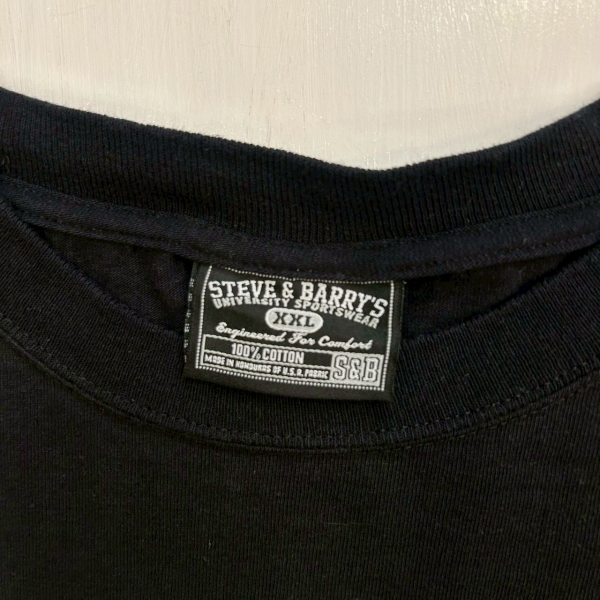 STEVE & BARRY'S
UNIVERSITY SPORTSWEAR
XXL
Engineered For Comfort
100% COTTON
MADE IN HONDURAS OF U.S.A. FABRIC
S&B